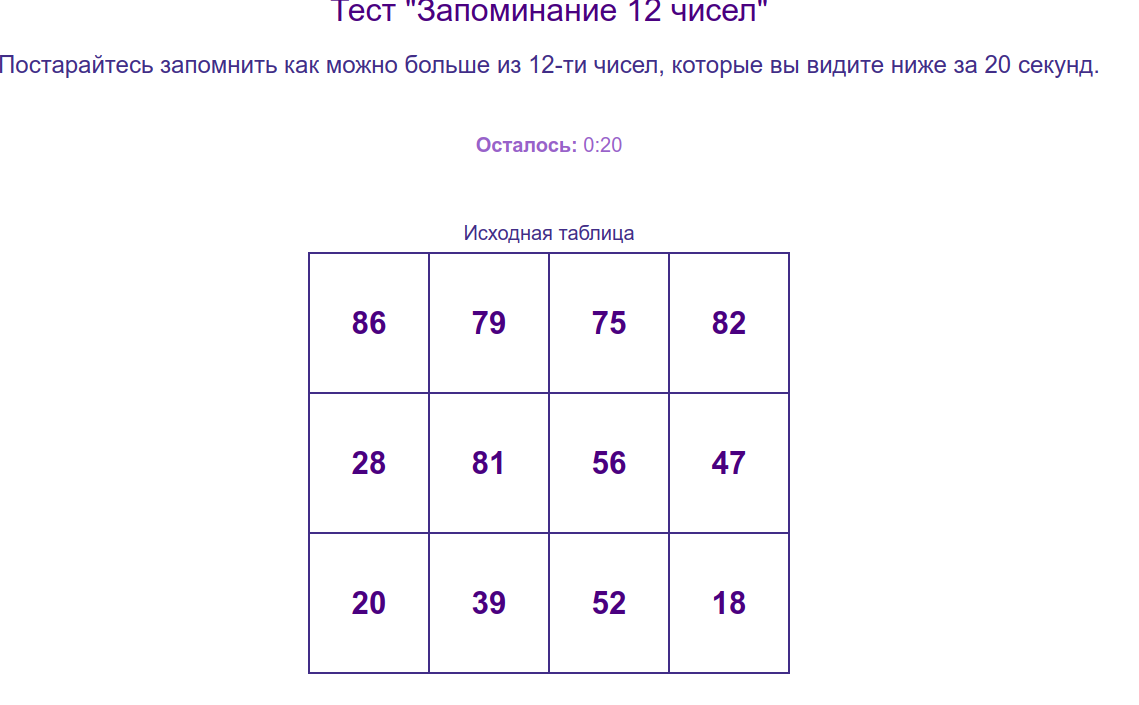 Тест "Запоминание 12 чисел"
Постарайтесь запомнить как можно больше из 12-ти чисел, которые вы видите ниже за 20 секунд.
Осталось: 0:20
Исходная таблица
86 79 75 82
28 81 56 47
20 39 52 18